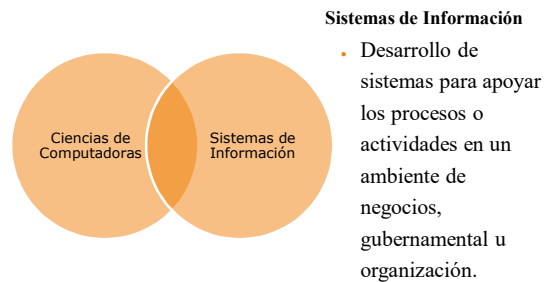 Ciencias de
Computadoras
Sistemas de
Información
Sistemas de Información
• Desarrollo de
sistemas para apoyar
los procesos o
actividades en un
ambiente de
negocios,
gubernamental u
organización.